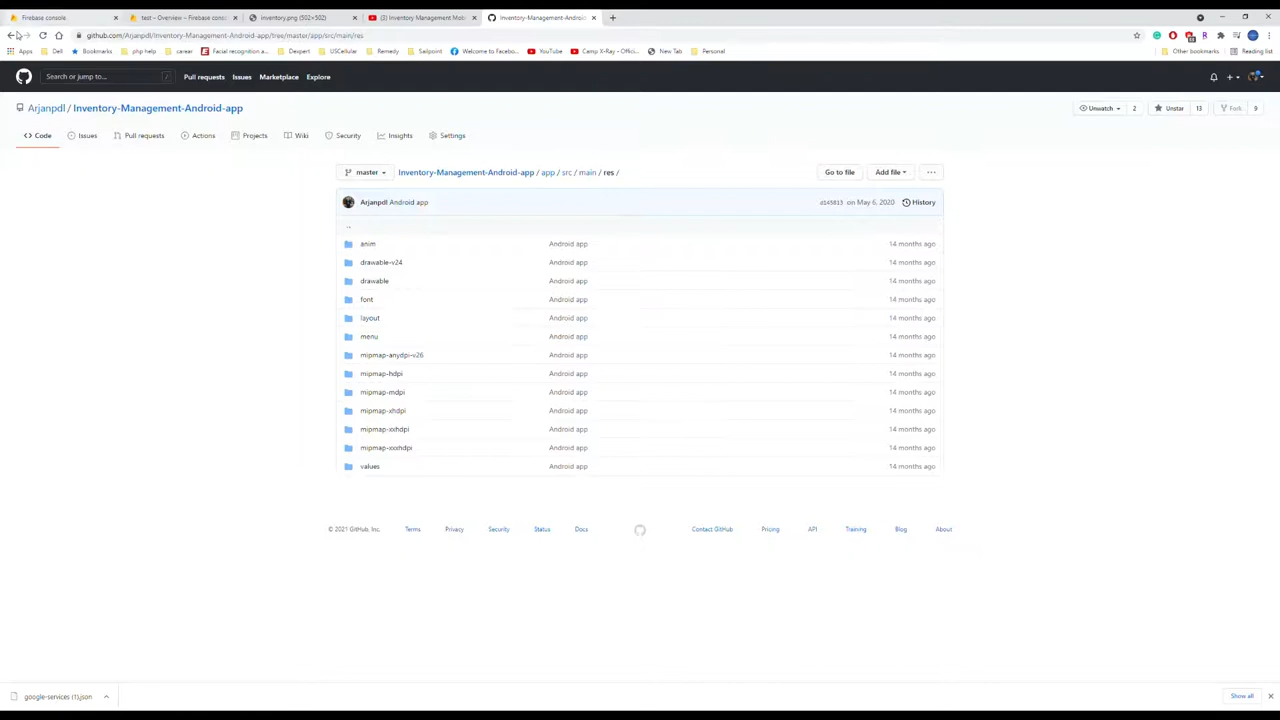 Firebase console
test – Overview – Firebase conso
inventory.png (502×502)
(3) Inventory Management Mob
Inventory-Management-Android-
github.com/Arjanpdl/Inventory-Management-Android-app/tree/master/app/src/main/res
Apps Dell Bookmarks php help career Facial recognition a... Dexpert USCellular Remedy Sailpoint Welcome to Facebo... YouTube Camp X-Ray - Offici... New Tab Personal Other bookmarks Reading list
Search or jump to... / Pull requests Issues Marketplace Explore
Arjanpdl / Inventory-Management-Android-app Unwatch 2 Unstar 13 Fork 9
Code Issues Pull requests Actions Projects Wiki Security Insights Settings
master Inventory-Management-Android-app / app / src / main / res / Go to file Add file ...
Arjanpdl Android app on May 6, 2020 History
..
anim Android app 14 months ago
drawable-v24 Android app 14 months ago
drawable Android app 14 months ago
font Android app 14 months ago
layout Android app 14 months ago
menu Android app 14 months ago
mipmap-anydpi-v26 Android app 14 months ago
mipmap-hdpi Android app 14 months ago
mipmap-mdpi Android app 14 months ago
mipmap-xhdpi Android app 14 months ago
mipmap-xxhdpi Android app 14 months ago
mipmap-xxxhdpi Android app 14 months ago
values Android app 14 months ago
© 2021 GitHub, Inc. Terms Privacy Security Status Docs Contact GitHub Pricing API Training Blog About
google-services (1).json Show all